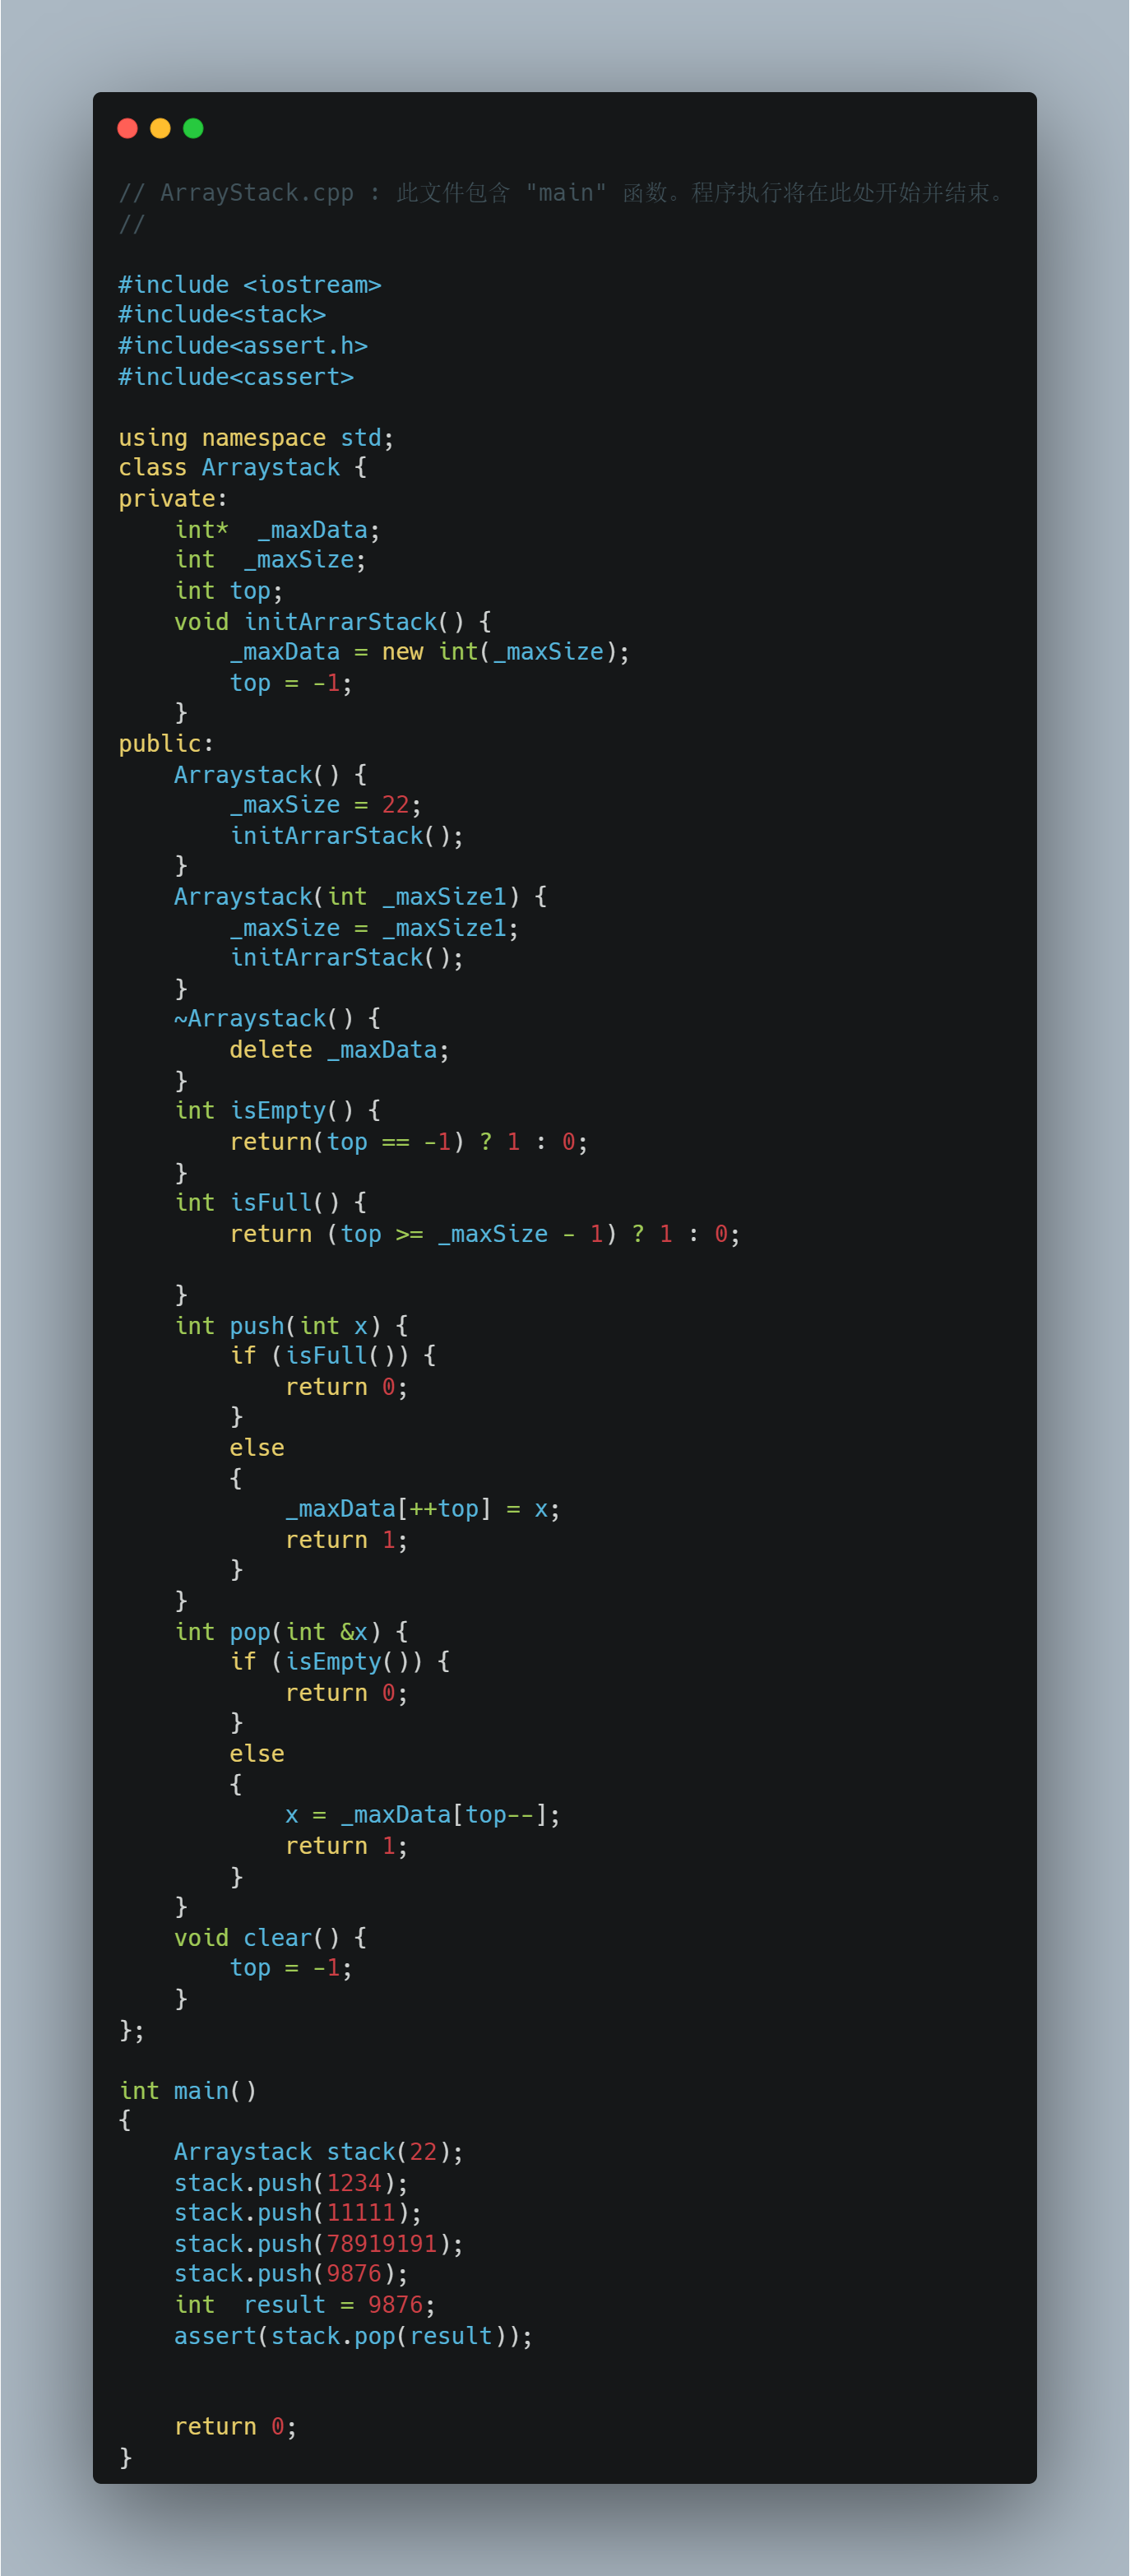 // ArrayStack.cpp : 此文件包含 "main" 函数。程序执行将在此处开始并结束。
//

#include <iostream>
#include<stack>
#include<assert.h>
#include<cassert>

using namespace std;
class Arraystack {
private:
    int*  _maxData;
    int  _maxSize;
    int top;
    void initArrarStack() {
        _maxData = new int(_maxSize);
        top = -1;
    }
public:
    Arraystack() {
        _maxSize = 22;
        initArrarStack();
    }
    Arraystack(int _maxSize1) {
        _maxSize = _maxSize1;
        initArrarStack();
    }
    ~Arraystack() {
        delete _maxData;
    }
    int isEmpty() {
        return(top == -1) ? 1 : 0;
    }
    int isFull() {
        return (top >= _maxSize - 1) ? 1 : 0;

    }
    int push(int x) {
        if (isFull()) {
            return 0;
        }
        else
        {
            _maxData[++top] = x;
            return 1;
        }
    }
    int pop(int &x) {
        if (isEmpty()) {
            return 0;
        }
        else
        {
            x = _maxData[top--];
            return 1;
        }
    }
    void clear() {
        top = -1;
    }
};

int main()
{
    Arraystack stack(22);
    stack.push(1234);
    stack.push(11111);
    stack.push(78919191);
    stack.push(9876);
    int  result = 9876;
    assert(stack.pop(result));


    return 0;
}